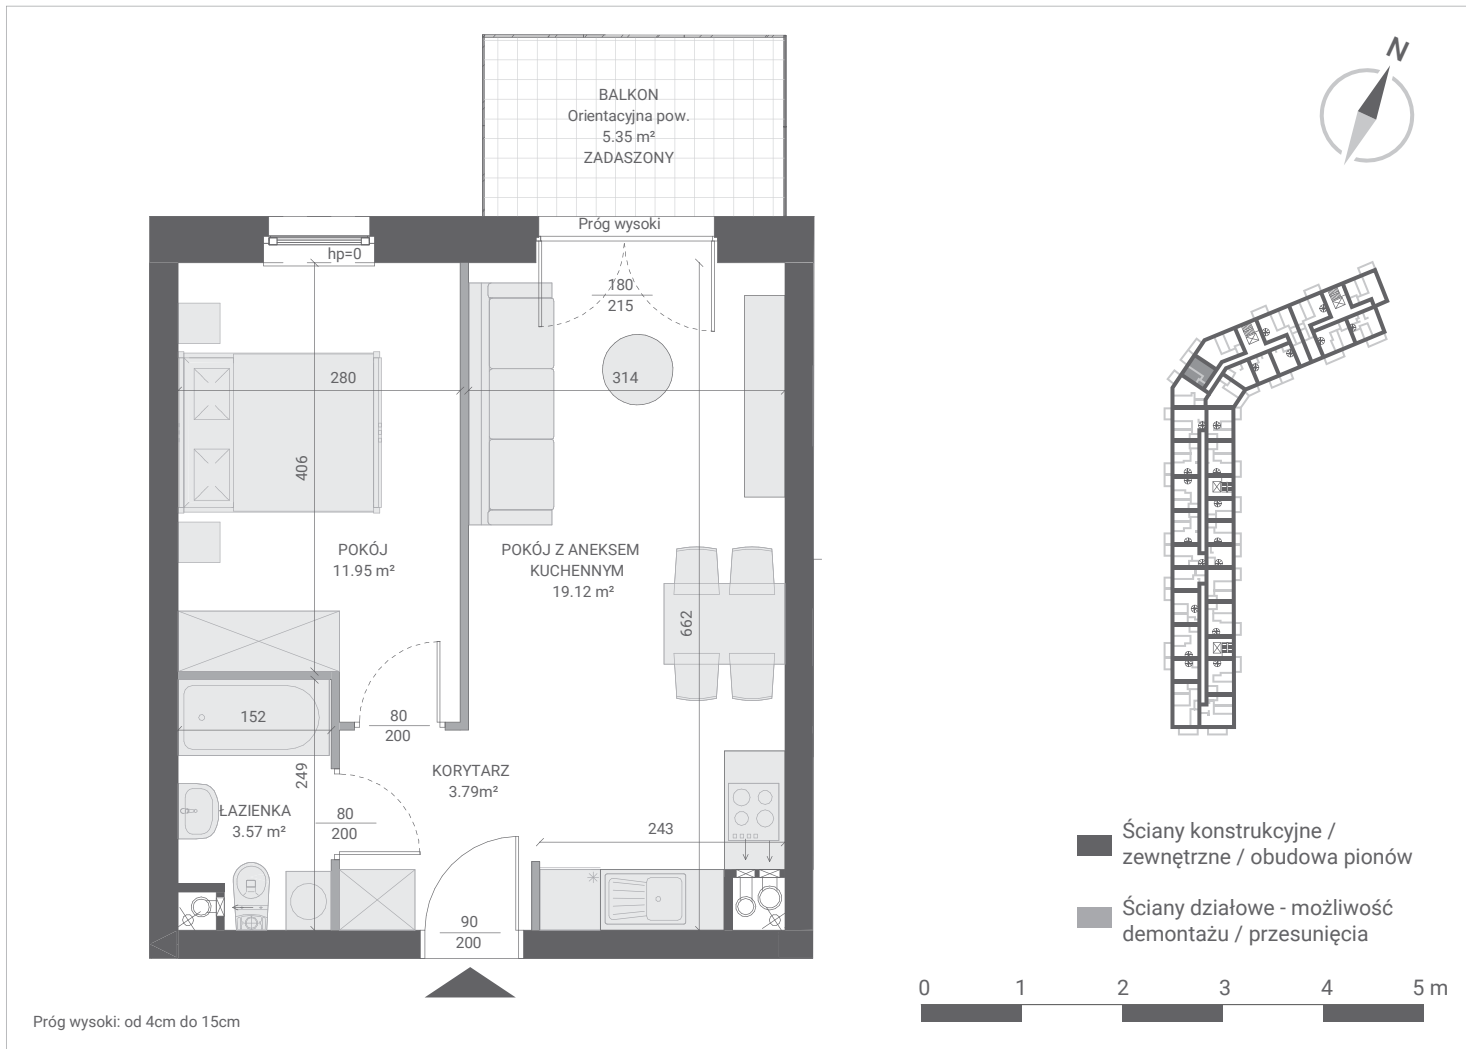 N
BALKON
Orientacyjna pow.
5.35 m²
ZADASZONY
Próg wysoki
hp=0
180
215
280
314
406
POKÓJ
11.95 m²
POKÓJ Z ANEKSEM
KUCHENNYM
19.12 m²
662
152
80
200
249
KORYTARZ
3.79m²
ŁAZIENKA
3.57 m²
80
200
243
90
200
Ściany konstrukcyjne /
zewnętrzne / obudowa pionów
Ściany działowe - możliwość
demontażu / przesunięcia
0 1 2 3 4 5 m
Próg wysoki: od 4cm do 15cm